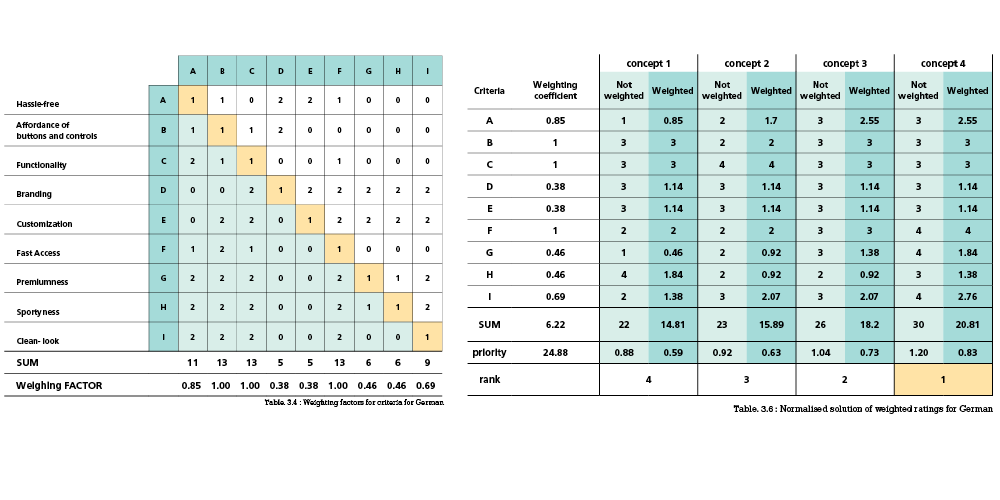 A B C D E F G H I
Hassle-free A 1 1 0 2 2 1 0 0 0
Affordance of
buttons and controls B 1 1 1 2 0 0 0 0 0
Functionality C 2 1 1 0 0 1 0 0 0
Branding D 0 0 2 1 2 2 2 2 2
Customization E 0 2 2 0 1 2 2 2 2
Fast Access F 1 2 1 0 0 1 0 0 0
Premiumness G 2 2 2 0 0 2 1 1 2
Sportyness H 2 2 2 0 0 2 1 1 2
Clean- look I 2 2 2 0 0 2 0 0 1
SUM 11 13 13 5 5 13 6 6 9
Weighing FACTOR 0.85 1.00 1.00 0.38 0.38 1.00 0.46 0.46 0.69
Table. 3.4 : Weighting factors for criteria for German
concept 1 concept 2 concept 3 concept 4
Criteria Weighting
coefficient Not
weighted Weighted Not
weighted Weighted Not
weighted Weighted Not
weighted Weighted
A 0.85 1 0.85 2 1.7 3 2.55 3 2.55
B 1 3 3 2 2 3 3 3 3
C 1 3 3 4 4 3 3 3 3
D 0.38 3 1.14 3 1.14 3 1.14 3 1.14
E 0.38 3 1.14 3 1.14 3 1.14 3 1.14
F 1 2 2 2 2 3 3 4 4
G 0.46 1 0.46 2 0.92 3 1.38 4 1.84
H 0.46 4 1.84 2 0.92 2 0.92 3 1.38
I 0.69 2 1.38 3 2.07 3 2.07 4 2.76
SUM 6.22 22 14.81 23 15.89 26 18.2 30 20.81
priority 24.88 0.88 0.59 0.92 0.63 1.04 0.73 1.20 0.83
rank 4 3 2 1
Table. 3.6 : Normalised solution of weighted ratings for German